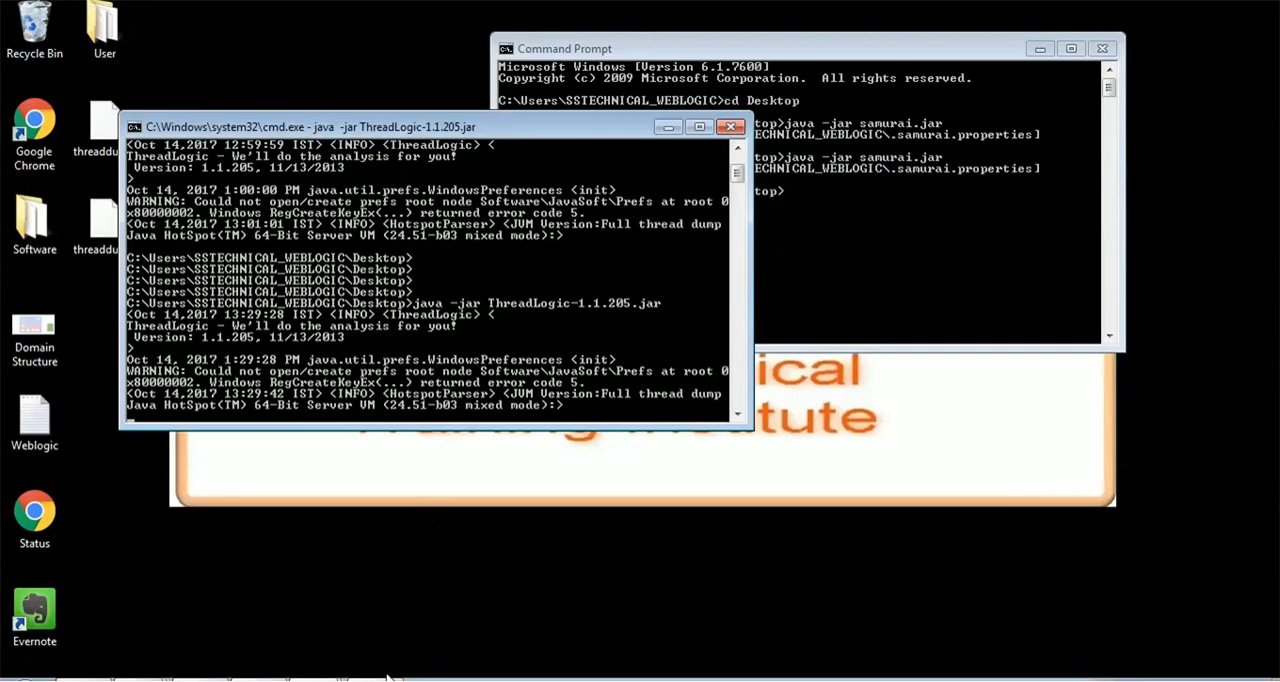 Recycle Bin
User
Google
Chrome
threaddu
Software
threaddu
Domain
Structure
Weblogic
Status
Evernote
Command Prompt
Microsoft Windows [Version 6.1.7600]
Copyright (c) 2009 Microsoft Corporation.  All rights reserved.
C:\Users\SSTECHNICAL_WEBLOGIC>cd Desktop
top>java -jar samurai.jar
TECHNICAL_WEBLOGIC\.samurai.properties]
top>java -jar samurai.jar
TECHNICAL_WEBLOGIC\.samurai.properties]
top>
C:\Windows\system32\cmd.exe - java  -jar ThreadLogic-1.1.205.jar
<Oct 14,2017 12:59:59 IST> <INFO> <ThreadLogic> <
ThreadLogic - We'll do the analysis for you!
 Version: 1.1.205, 11/13/2013
>
Oct 14, 2017 1:00:00 PM java.util.prefs.WindowsPreferences <init>
WARNING: Could not open/create prefs root node Software\JavaSoft\Prefs at root 0
x80000002. Windows RegCreateKeyEx(...) returned error code 5.
<Oct 14,2017 13:01:01 IST> <INFO> <HotspotParser> <JVM Version:Full thread dump
Java HotSpot(TM) 64-Bit Server VM (24.51-b03 mixed mode):>
C:\Users\SSTECHNICAL_WEBLOGIC\Desktop>
C:\Users\SSTECHNICAL_WEBLOGIC\Desktop>
C:\Users\SSTECHNICAL_WEBLOGIC\Desktop>
C:\Users\SSTECHNICAL_WEBLOGIC\Desktop>
C:\Users\SSTECHNICAL_WEBLOGIC\Desktop>java -jar ThreadLogic-1.1.205.jar
<Oct 14,2017 13:29:28 IST> <INFO> <ThreadLogic> <
ThreadLogic - We'll do the analysis for you!
 Version: 1.1.205, 11/13/2013
>
Oct 14, 2017 1:29:28 PM java.util.prefs.WindowsPreferences <init>
WARNING: Could not open/create prefs root node Software\JavaSoft\Prefs at root 0
x80000002. Windows RegCreateKeyEx(...) returned error code 5.
<Oct 14,2017 13:29:42 IST> <INFO> <HotspotParser> <JVM Version:Full thread dump
Java HotSpot(TM) 64-Bit Server VM (24.51-b03 mixed mode):>
ical
tute